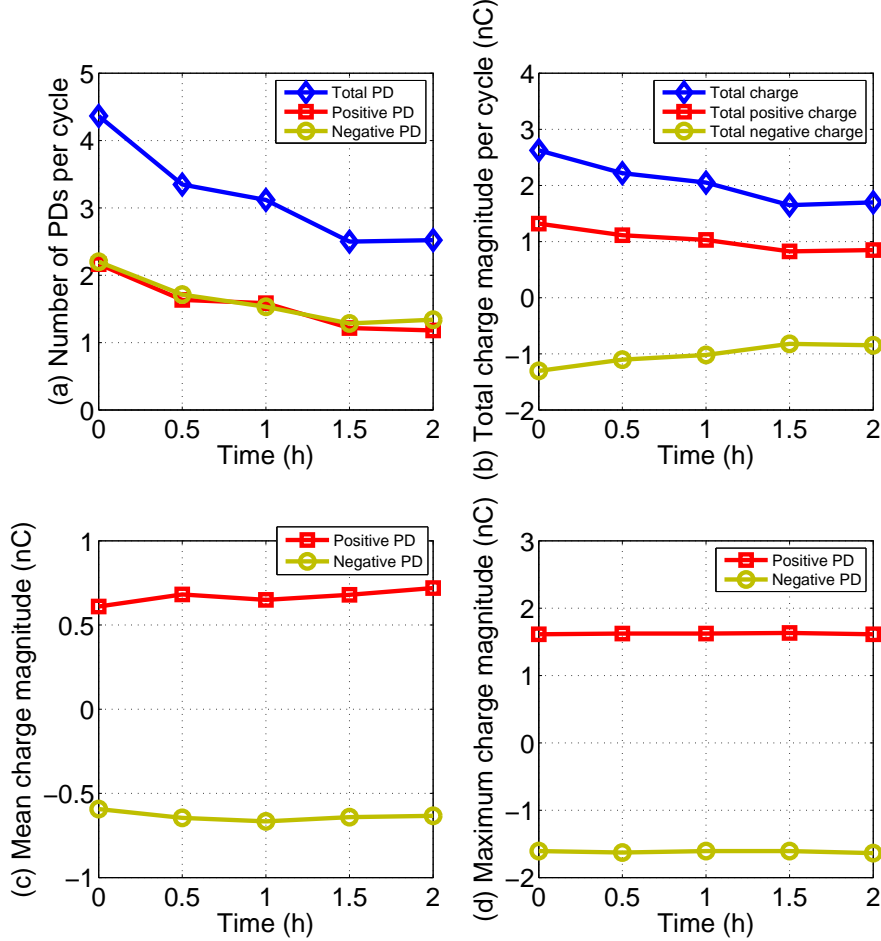 (a) Number of PDs per cycle
5
4
3
2
1
0
0 0.5 1 1.5 2
Time (h)
Total PD
Positive PD
Negative PD
(b) Total charge magnitude per cycle (nC)
4
3
2
1
0
−1
−2
0 0.5 1 1.5 2
Time (h)
Total charge
Total positive charge
Total negative charge
(c) Mean charge magnitude (nC)
1
0.5
0
−0.5
−1
0 0.5 1 1.5 2
Time (h)
Positive PD
Negative PD
(d) Maximum charge magnitude (nC)
3
2
1
0
−1
−2
0 0.5 1 1.5 2
Time (h)
Positive PD
Negative PD